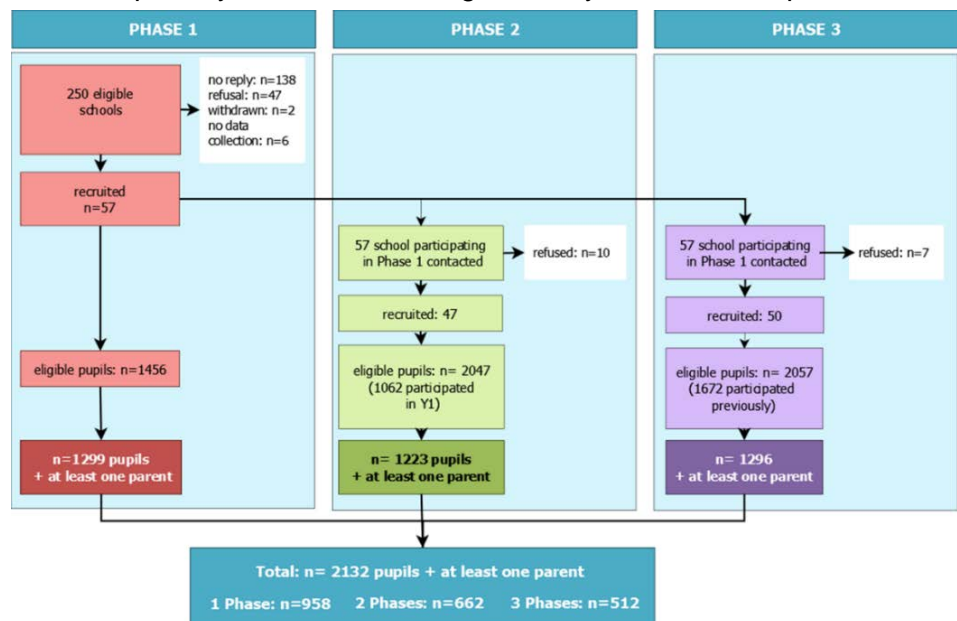 PHASE 1
250 eligible
schools
no reply: n=138
refusal: n=47
withdrawn: n=2
no data
collection: n=6
recruited
n=57
eligible pupils: n=1456
n=1299 pupils
+ at least one parent
PHASE 2
57 school participating
in Phase 1 contacted
refused: n=10
recruited: 47
eligible pupils: n= 2047
(1062 participated
in Y1)
n= 1223 pupils
+ at least one parent
PHASE 3
57 school participating
in Phase 1 contacted
refused: n=7
recruited: 50
eligible pupils: n= 2057
(1672 participated
previously)
n= 1296
+ at least one parent
Total: n= 2132 pupils + at least one parent
1 Phase: n=958 2 Phases: n=662 3 Phases: n=512